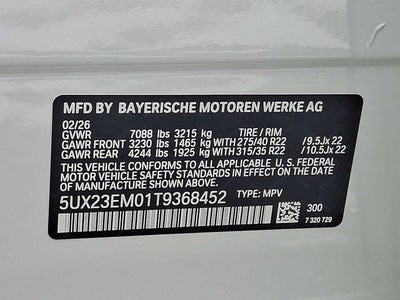 MFD BY BAYERISCHE MOTOREN WERKE AG
02/26
GVWR 7088 lbs 3215 kg TIRE / RIM
GAWR FRONT 3230 lbs 1465 kg WITH 275/40 R22 / 9.5Jx 22
GAWR REAR 4244 lbs 1925 kg WITH 315/35 R22 / 10.5Jx 22
THIS VEHICLE CONFORMS TO ALL APPLICABLE U. S. FEDERAL
MOTOR VEHICLE SAFETY STANDARDS IN EFFECT ON THE
DATE OF MANUFACTURE SHOWN ABOVE.
5UX23EM01T9368452 TYPE: MPV
300
7 320 729